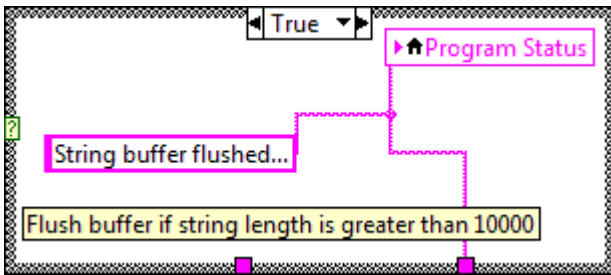 True
Program Status
?
String buffer flushed...
Flush buffer if string length is greater than 10000